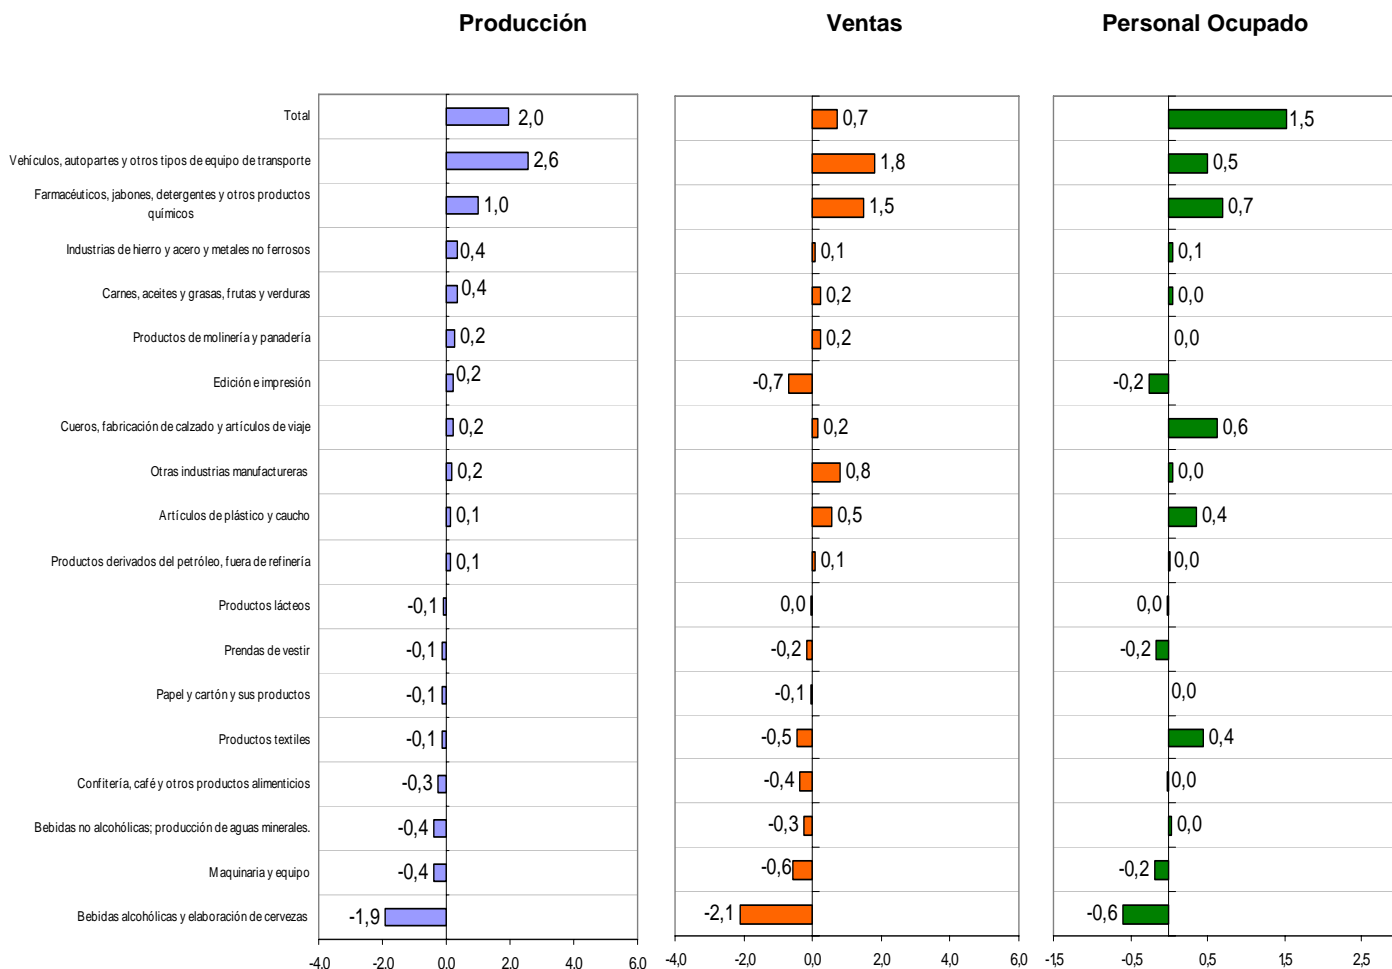 Producción Ventas Personal Ocupado
Total 2,0 0,7 1,5
Vehículos, autopartes y otros tipos de equipo de transporte 2,6 1,8 0,5
Farmacéuticos, jabones, detergentes y otros productos
químicos 1,0 1,5 0,7
Industrias de hierro y acero y metales no ferrosos 0,4 0,1 0,1
Carnes, aceites y grasas, frutas y verduras 0,4 0,2 0,0
Productos de molinería y panadería 0,2 0,2 0,0
Edición e impresión 0,2 -0,7 -0,2
Cueros, fabricación de calzado y artículos de viaje 0,2 0,2 0,6
Otras industrias manufactureras 0,2 0,8 0,0
Artículos de plástico y caucho 0,1 0,5 0,4
Productos derivados del petróleo, fuera de refinería 0,1 0,1 0,0
Productos lácteos -0,1 0,0 0,0
Prendas de vestir -0,1 -0,2 -0,2
Papel y cartón y sus productos -0,1 -0,1 0,0
Productos textiles -0,1 -0,5 0,4
Confitería, café y otros productos alimenticios -0,3 -0,4 0,0
Bebidas no alcohólicas; producción de aguas minerales. -0,4 -0,3 0,0
Maquinaria y equipo -0,4 -0,6 -0,2
Bebidas alcohólicas y elaboración de cervezas -1,9 -2,1 -0,6
-4,0 -2,0 0,0 2,0 4,0 6,0 -4,0 -2,0 0,0 2,0 4,0 6,0 -1,5 -0,5 0,5 1,5 2,5